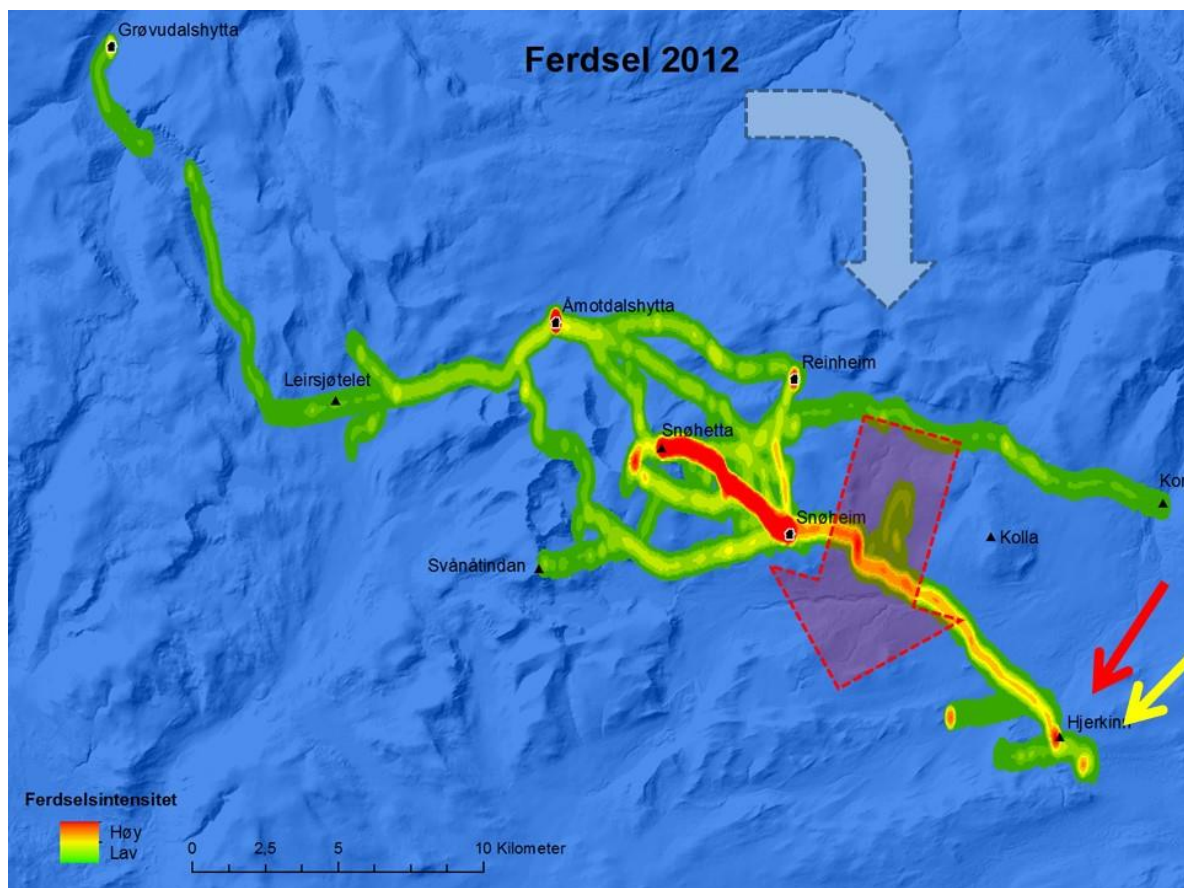 Grøvudalshytta
Ferdsel 2012
Åmotdalshytta
Reinheim
Leirsjøtelet
Snøhetta
Kon
Snøheim
Kolla
Svånåtindan
Hjerkinn
Ferdselsintensitet
Høy
Lav
0 2,5 5 10 Kilometer